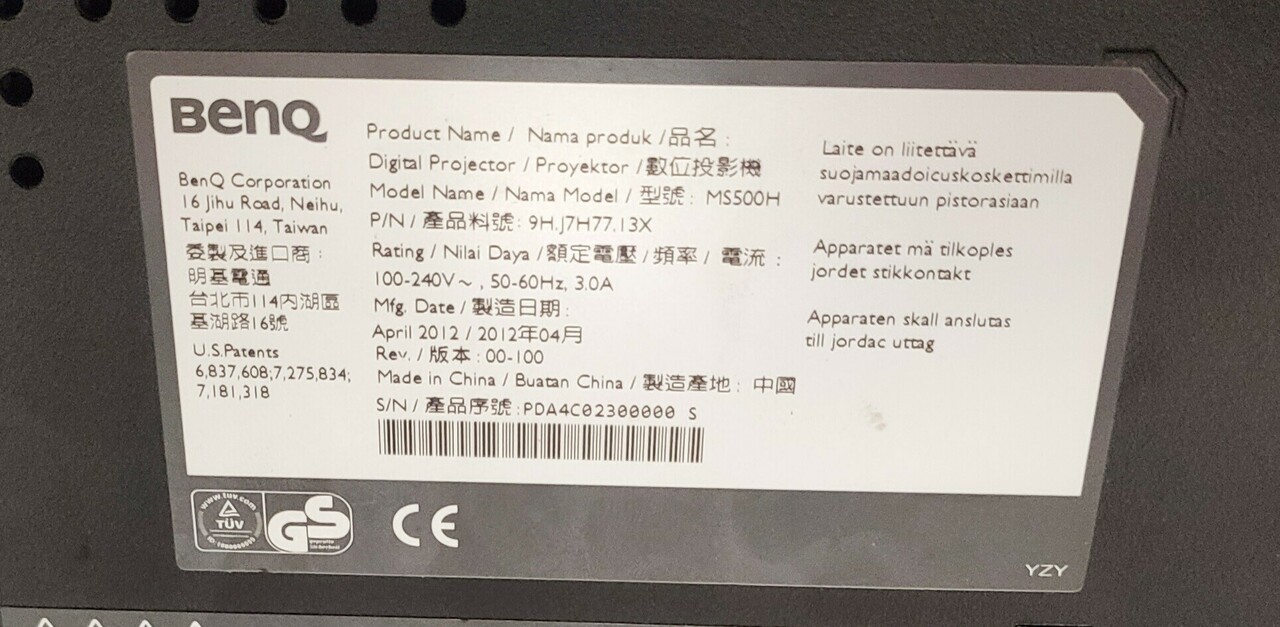 BenQ
BenQ Corporation
16 Jihu Road, Neihu,
Taipei 114, Taiwan
委製及進口商：
明基電通
台北市114內湖區
基湖路16號
U.S.Patents
6,837,608;7,275,834;
7,181,318
Product Name / Nama produk /品名：
Digital Projector / Proyektor /數位投影機
Model Name / Nama Model / 型號：MS500H
P/N / 產品料號：9H.J7H77.13X
Rating / Nilai Daya /額定電壓 /頻率 / 電流：
100-240V~ , 50-60Hz, 3.0A
Mfg. Date / 製造日期：
April 2012 / 2012年04月
Rev. / 版本：00-100
Made in China / Buatan China / 製造產地：中國
S/N / 產品序號：PDA4C02300000 S
Laite on liitettävä
suojamaadoicuskoskettimilla
varustettuun pistorasiaan
Apparatet mä tilkoples
jordet stikkontakt
Apparaten skall anslutas
till jordac uttag
www.tuv.com
TÜV
GS
geprüfte
Sicherheit
CE
YZY